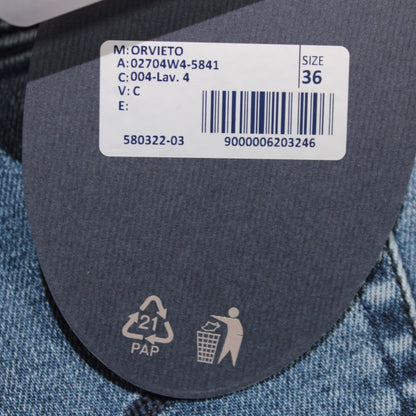 M: ORVIETO
A: 02704W4-5841
C: 004-Lav. 4
V: C
E:
SIZE
36
580322-03
9000006203246
21
PAP